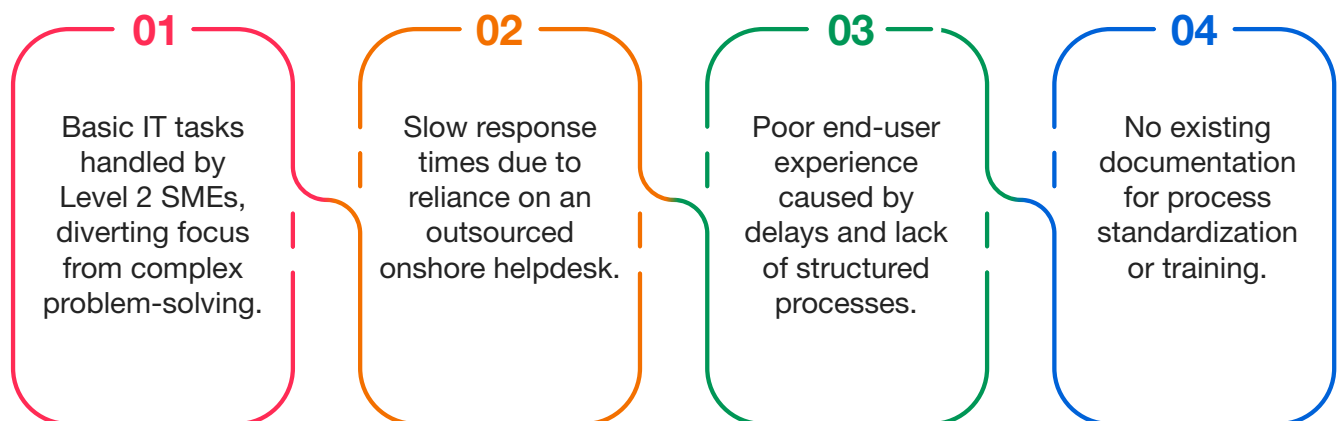 01
Basic IT tasks
handled by
Level 2 SMEs,
diverting focus
from complex
problem-solving.
02
Slow response
times due to
reliance on an
outsourced
onshore helpdesk.
03
Poor end-user
experience
caused by
delays and lack
of structured
processes.
04
No existing
documentation
for process
standardization
or training.